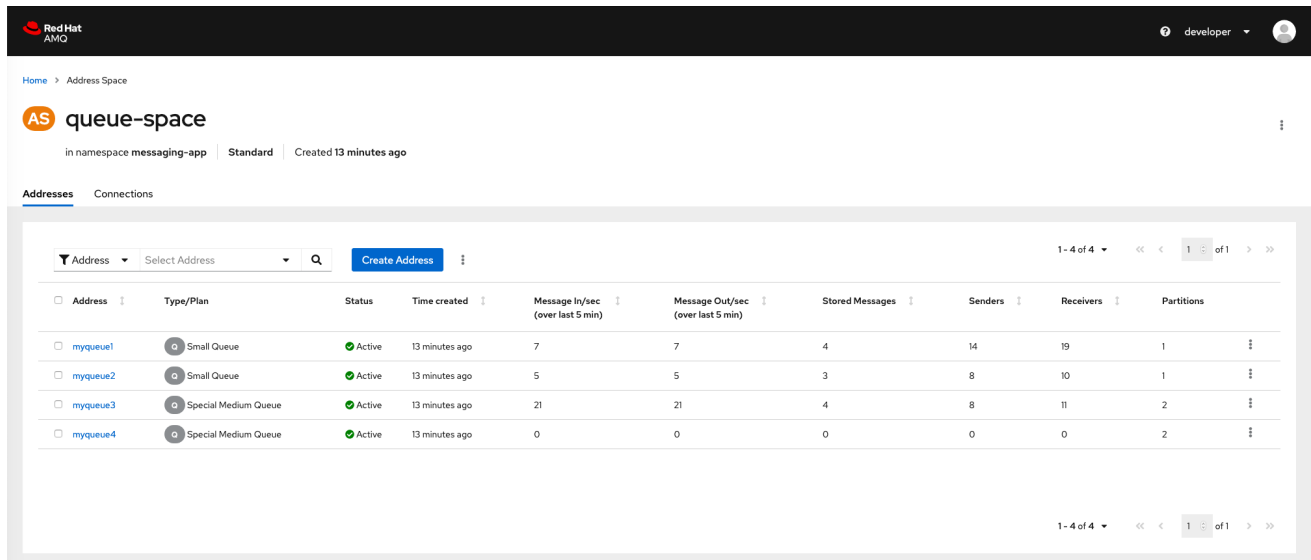 Red Hat
AMQ
developer
Home > Address Space
AS queue-space
in namespace messaging-app Standard Created 13 minutes ago
Addresses Connections
1 - 4 of 4 << < 1 of 1 > >>
Address Select Address Create Address
Address Type/Plan Status Time created Message In/sec (over last 5 min) Message Out/sec (over last 5 min) Stored Messages Senders Receivers Partitions
myqueue1 Q Small Queue Active 13 minutes ago 7 7 4 14 19 1
myqueue2 Q Small Queue Active 13 minutes ago 5 5 3 8 10 1
myqueue3 Q Special Medium Queue Active 13 minutes ago 21 21 4 8 11 2
myqueue4 Q Special Medium Queue Active 13 minutes ago 0 0 0 0 0 2
1 - 4 of 4 << < 1 of 1 > >>